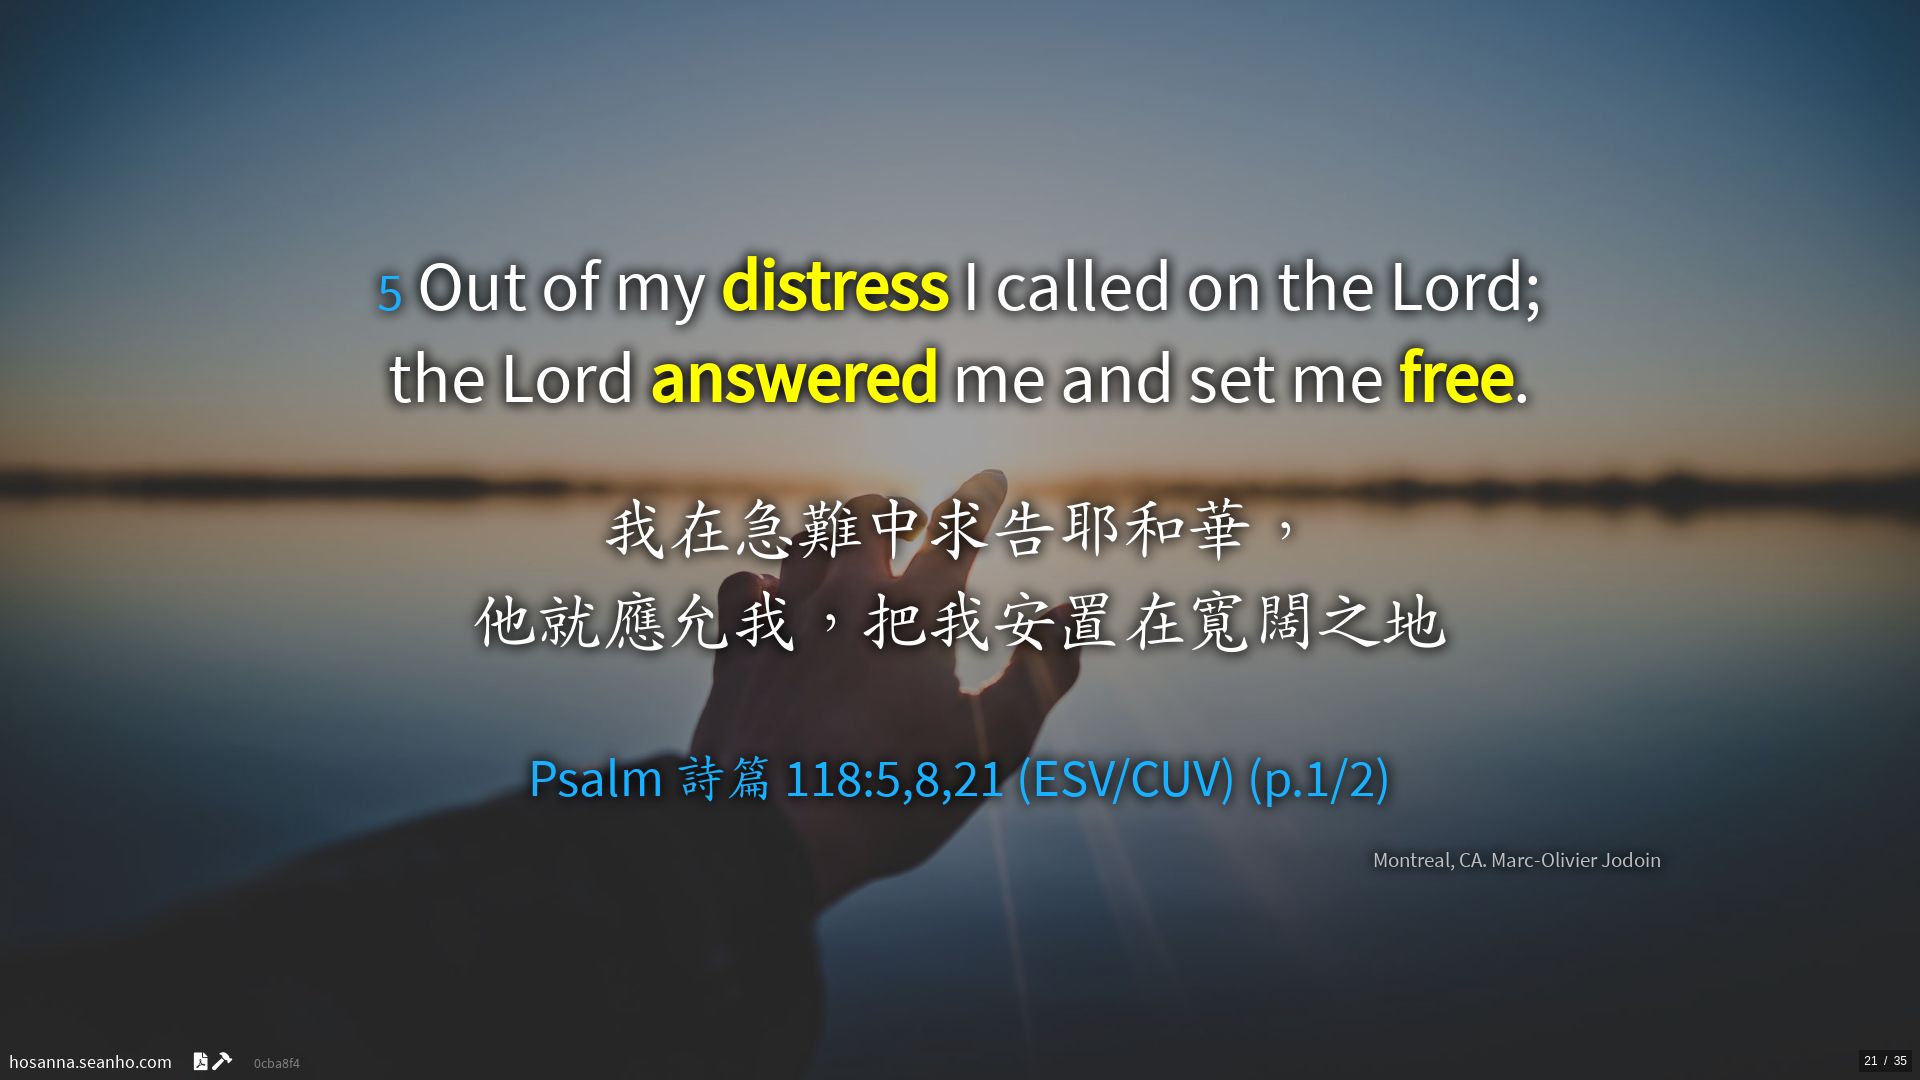 5 Out of my distress I called on the Lord;
the Lord answered me and set me free.
我在急難中求告耶和華，
他就應允我，把我安置在寬闊之地
Psalm 詩篇 118:5,8,21 (ESV/CUV) (p.1/2)
Montreal, CA. Marc-Olivier Jodoin
hosanna.seanho.com 0cba8f4
21 / 35